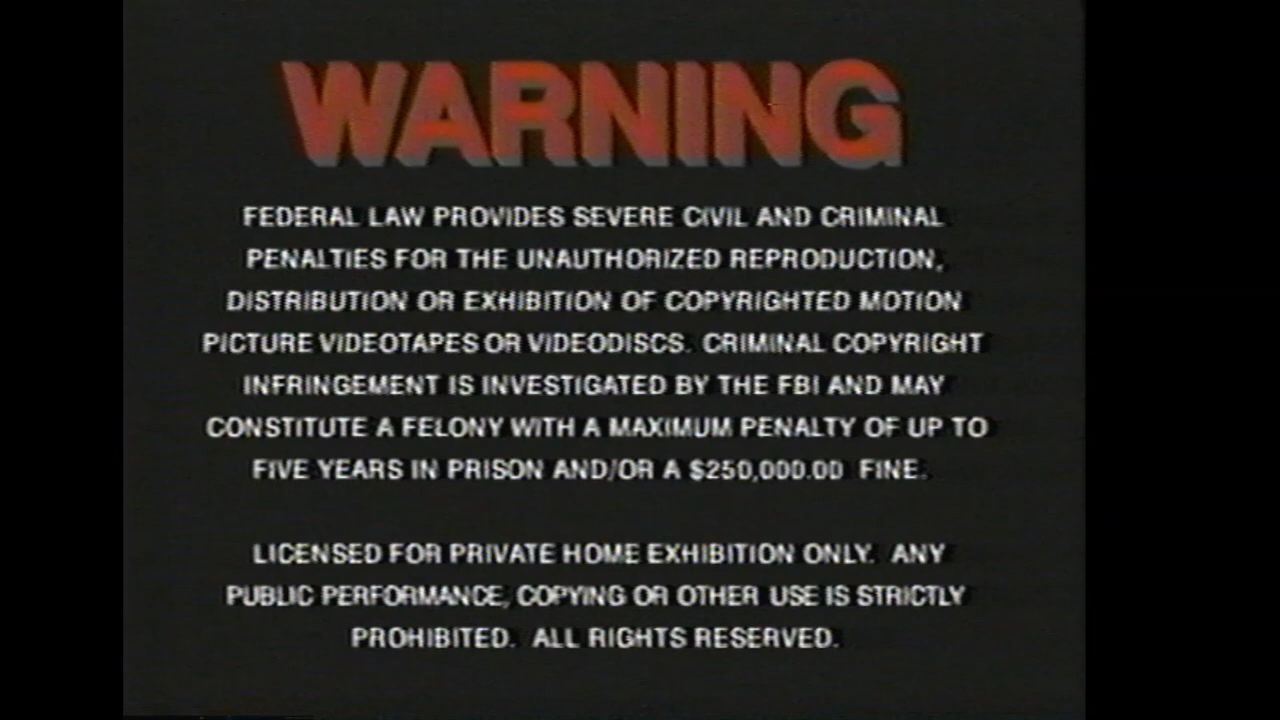 WARNING
FEDERAL LAW PROVIDES SEVERE CIVIL AND CRIMINAL
PENALTIES FOR THE UNAUTHORIZED REPRODUCTION,
DISTRIBUTION OR EXHIBITION OF COPYRIGHTED MOTION
PICTURE VIDEOTAPES OR VIDEODISCS. CRIMINAL COPYRIGHT
INFRINGEMENT IS INVESTIGATED BY THE FBI AND MAY
CONSTITUTE A FELONY WITH A MAXIMUM PENALTY OF UP TO
FIVE YEARS IN PRISON AND/OR A $250,000.00 FINE.
LICENSED FOR PRIVATE HOME EXHIBITION ONLY. ANY
PUBLIC PERFORMANCE, COPYING OR OTHER USE IS STRICTLY
PROHIBITED. ALL RIGHTS RESERVED.